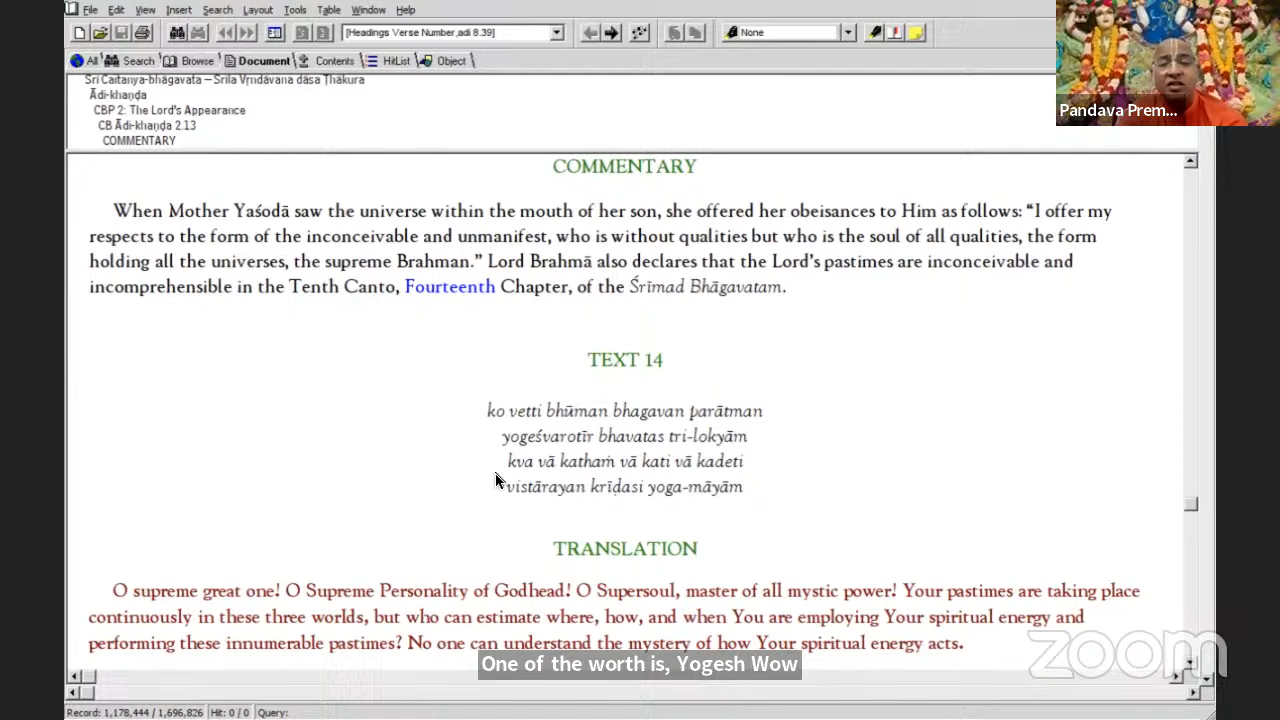 File Edit View Insert Search Layout Tools Table Window Help
[Headings Verse Number,adi 8.39]
None
All Search Browse Document Contents HitList Object
Śrī Caitanya-bhāgavata – Śrīla Vṛndāvana dāsa Ṭhākura
Ādi-khaṇḍa
CBP 2: The Lord's Appearance
CB Ādi-khaṇḍa 2.13
COMMENTARY
Pandava Prem...
COMMENTARY
When Mother Yaśodā saw the universe within the mouth of her son, she offered her obeisances to Him as follows: “I offer my
respects to the form of the inconceivable and unmanifest, who is without qualities but who is the soul of all qualities, the form
holding all the universes, the supreme Brahman.” Lord Brahmā also declares that the Lord's pastimes are inconceivable and
incomprehensible in the Tenth Canto, Fourteenth Chapter, of the Śrīmad Bhāgavatam.
TEXT 14
ko vetti bhūman bhagavan parātman
yogeśvarotīr bhavatas tri-lokyām
kva vā kathaṁ vā kati vā kadeti
vistārayan krīḍasi yoga-māyām
TRANSLATION
O supreme great one! O Supreme Personality of Godhead! O Supersoul, master of all mystic power! Your pastimes are taking place
continuously in these three worlds, but who can estimate where, how, and when You are employing Your spiritual energy and
performing these innumerable pastimes? No one can understand the mystery of how Your spiritual energy acts.
One of the worth is, Yogesh Wow
zoom
Record: 1,178,444 / 1,696,826 Hit: 0 / 0 Query: